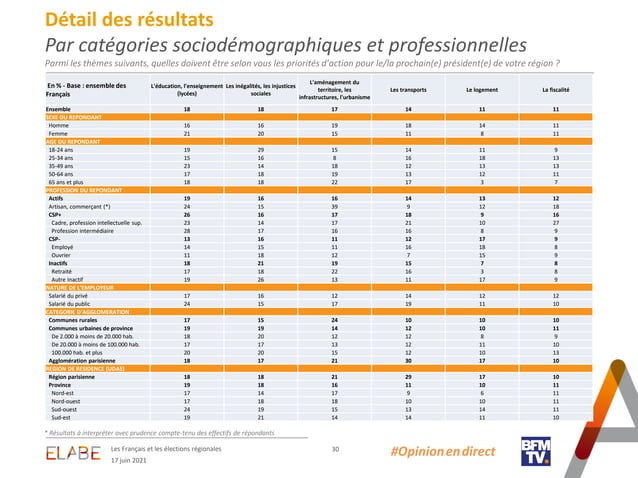 Détail des résultats
Par catégories sociodémographiques et professionnelles
Parmi les thèmes suivants, quelles doivent être selon vous les priorités d'action pour le/la prochain(e) président(e) de votre région ?
En % - Base : ensemble des Français L'éducation, l'enseignement (lycées) Les inégalités, les injustices sociales L'aménagement du territoire, les infrastructures, l'urbanisme Les transports Le logement La fiscalité
Ensemble 18 18 17 14 11 11
SEXE DU REPONDANT
Homme 16 16 19 18 14 11
Femme 21 20 15 11 8 11
AGE DU REPONDANT
18-24 ans 19 29 15 14 11 9
25-34 ans 15 16 8 16 18 13
35-49 ans 23 14 18 12 13 13
50-64 ans 17 18 19 13 12 11
65 ans et plus 18 18 22 17 3 7
PROFESSION DU REPONDANT
Actifs 19 16 16 14 13 12
Artisan, commerçant (*) 24 15 39 9 12 18
CSP+ 26 16 17 18 9 16
Cadre, profession intellectuelle sup. 23 14 17 21 10 27
Profession intermédiaire 28 17 16 16 8 9
CSP- 13 16 11 12 17 9
Employé 14 15 11 16 18 8
Ouvrier 11 18 12 7 15 9
Inactifs 18 21 19 15 7 8
Retraité 17 18 22 16 3 8
Autre inactif 19 26 13 11 17 9
NATURE DE L'EMPLOYEUR
Salarié du privé 17 16 12 14 12 12
Salarié du public 24 15 17 19 11 10
CATEGORIE D'AGGLOMERATION
Communes rurales 17 15 24 10 10 10
Communes urbaines de province 19 19 14 12 10 11
De 2.000 à moins de 20.000 hab. 18 20 12 12 8 9
De 20.000 à moins de 100.000 hab. 17 17 13 12 11 10
100.000 hab. et plus 20 20 15 12 10 13
Agglomération parisienne 18 17 21 30 17 10
REGION DE RESIDENCE (UDA5)
Région parisienne 18 18 21 29 17 10
Province 19 18 16 11 10 11
Nord-est 17 14 17 9 6 11
Nord-ouest 17 18 18 10 10 11
Sud-ouest 24 19 15 13 14 11
Sud-est 19 21 14 14 11 10
* Résultats à interpréter avec prudence compte-tenu des effectifs de répondants
ELABE
Les Français et les élections régionales
17 juin 2021
30
#Opinionendirect
BFM
TV.